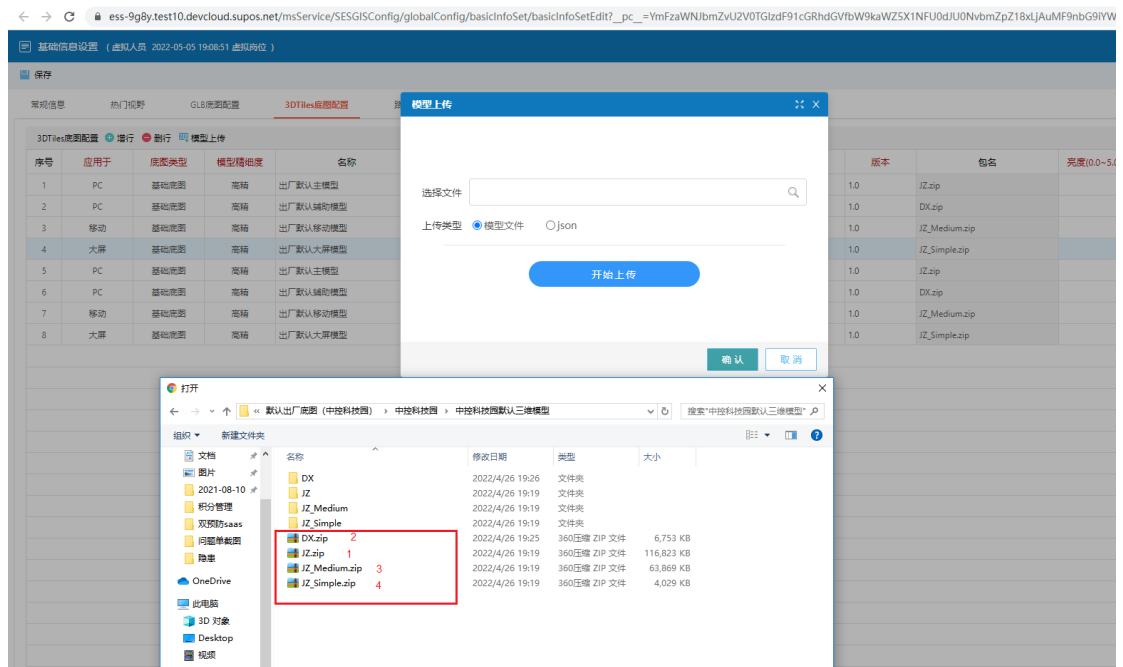 ess-9g8y.test10.devcloud.supos.net/msService/SESGISConfig/globalConfig/basicInfoSet/basicInfoSetEdit?__pc__=
基础信息设置 （虚拟人员 2022-05-05 19:08:51 虚拟岗位 ）
保存
常规信息 热门视野 GLB底图配置 3DTiles底图配置
模型上传
3DTiles底图配置 增行 删行 模型上传
序号 应用于 底图类型 模型精细度 名称 版本 包名 亮度(0.0~5.0
1 PC 基础底图 高精 出厂默认主模型 1.0 JZ.zip
2 PC 基础底图 高精 出厂默认辅助模型 1.0 DX.zip
3 移动 基础底图 高精 出厂默认移动模型 1.0 JZ_Medium.zip
4 大屏 基础底图 高精 出厂默认大屏模型 1.0 JZ_Simple.zip
5 PC 基础底图 高精 出厂默认主模型 1.0 JZ.zip
6 PC 基础底图 高精 出厂默认辅助模型 1.0 DX.zip
7 移动 基础底图 高精 出厂默认移动模型 1.0 JZ_Medium.zip
8 大屏 基础底图 高精 出厂默认大屏模型 1.0 JZ_Simple.zip
选择文件
上传类型 模型文件 json
开始上传
确认 取消
打开
« 默认出厂底图（中控科技园） › 中控科技园 › 中控科技园默认三维模型
搜索"中控科技园默认三维模型"
组织 新建文件夹
名称 修改日期 类型 大小
文档
图片
2021-08-10
积分管理
双预防saas
问题单截图
隐患
OneDrive
此电脑
3D 对象
Desktop
视频
DX 2022/4/26 19:26 文件夹
JZ 2022/4/26 19:19 文件夹
JZ_Medium 2022/4/26 19:19 文件夹
JZ_Simple 2022/4/26 19:19 文件夹
DX.zip 2 2022/4/26 19:25 360压缩 ZIP 文件 6,753 KB
JZ.zip 1 2022/4/26 19:19 360压缩 ZIP 文件 116,823 KB
JZ_Medium.zip 3 2022/4/26 19:19 360压缩 ZIP 文件 63,869 KB
JZ_Simple.zip 4 2022/4/26 19:19 360压缩 ZIP 文件 4,029 KB